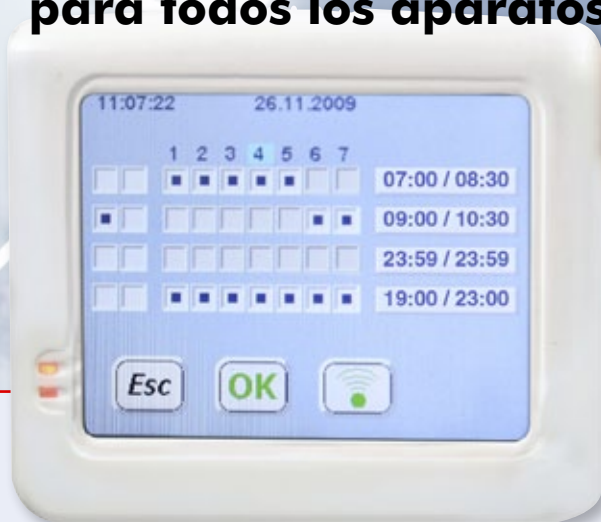 para todos los aparatos
11:07:22 26.11.2009
1 2 3 4 5 6 7
07:00 / 08:30
09:00 / 10:30
23:59 / 23:59
19:00 / 23:00
Esc OK